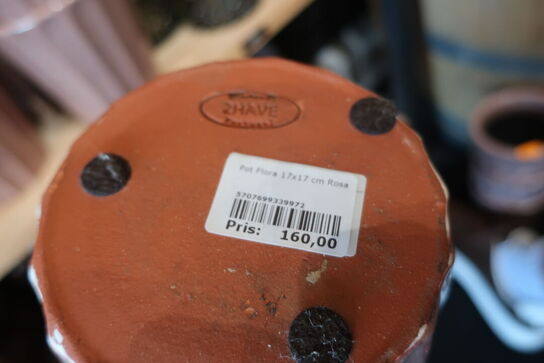 2HAVE
Pot Flora 17x17 cm Rosa
5707699339972
Pris: 160,00